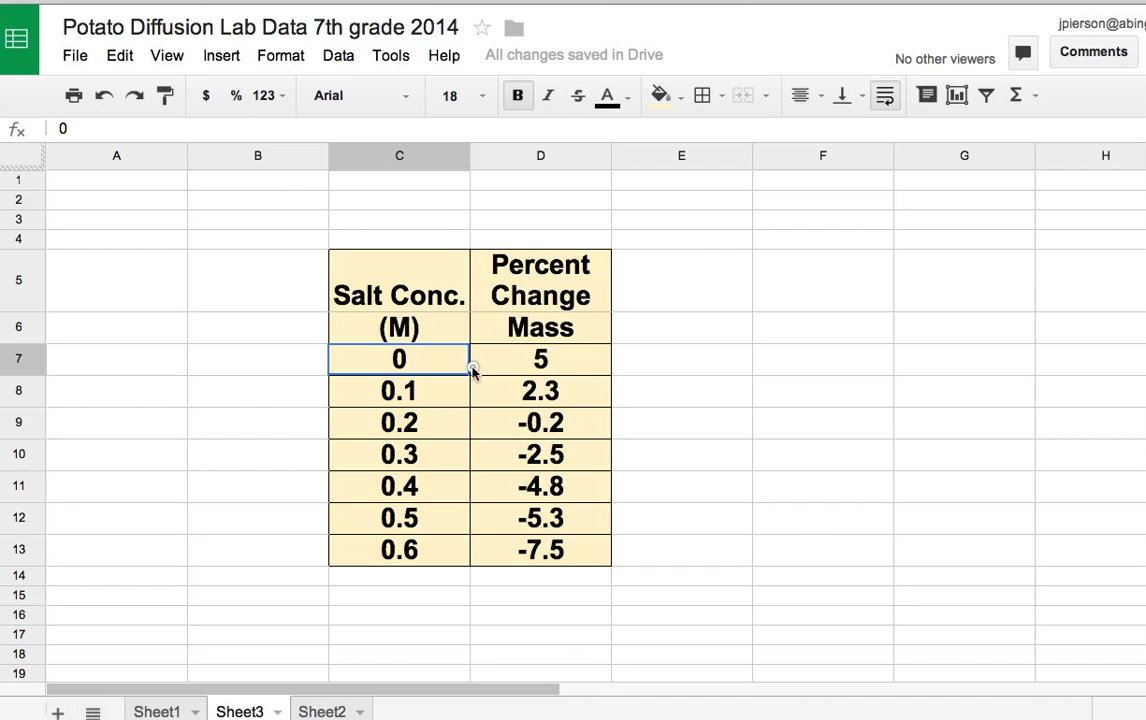 Potato Diffusion Lab Data 7th grade 2014
jpierson@abing
File Edit View Insert Format Data Tools Help All changes saved in Drive
No other viewers
Comments
$ % 123 Arial 18 B I S A Σ
fx 0
A B C D E F G H
1
2
3
4
5 Salt Conc. Percent Change
6 (M) Mass
7 0 5
8 0.1 2.3
9 0.2 -0.2
10 0.3 -2.5
11 0.4 -4.8
12 0.5 -5.3
13 0.6 -7.5
14
15
16
17
18
19
+ Sheet1 Sheet3 Sheet2